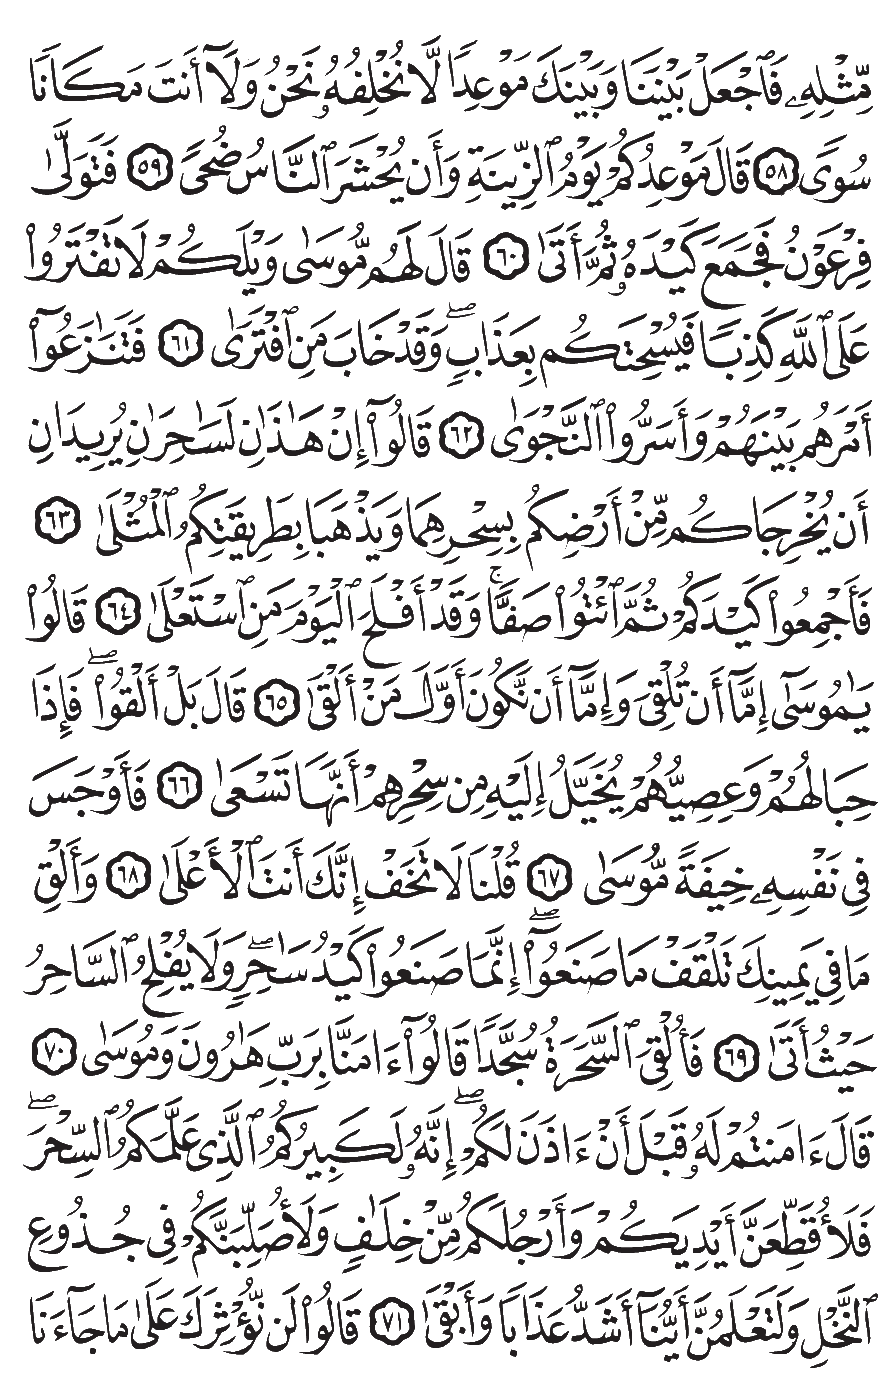 مِّثْلِهِۦ فَٱجْعَلْ بَيْنَنَا وَبَيْنَكَ مَوْعِدًا لَّا نُخْلِفُهُۥ نَحْنُ وَلَآ أَنتَ مَكَانًا
سُوًى ٥٨ قَالَ مَوْعِدُكُمْ يَوْمُ ٱلزِّينَةِ وَأَن يُحْشَرَ ٱلنَّاسُ ضُحًى ٥٩ فَتَوَلَّىٰ
فِرْعَوْنُ فَجَمَعَ كَيْدَهُۥ ثُمَّ أَتَىٰ ٦٠ قَالَ لَهُم مُّوسَىٰ وَيْلَكُمْ لَا تَفْتَرُوا۟
عَلَى ٱللَّهِ كَذِبًا فَيُسْحِتَكُم بِعَذَابٍ ۖ وَقَدْ خَابَ مَنِ ٱفْتَرَىٰ ٦١ فَتَنَٰزَعُوٓا۟
أَمْرَهُم بَيْنَهُمْ وَأَسَرُّوا۟ ٱلنَّجْوَىٰ ٦٢ قَالُوٓا۟ إِنْ هَٰذَٰنِ لَسَٰحِرَٰنِ يُرِيدَانِ
أَن يُخْرِجَاكُم مِّنْ أَرْضِكُم بِسِحْرِهِمَا وَيَذْهَبَا بِطَرِيقَتِكُمُ ٱلْمُثْلَىٰ ٦٣
فَأَجْمِعُوا۟ كَيْدَكُمْ ثُمَّ ٱئْتُوا۟ صَفًّا ۚ وَقَدْ أَفْلَحَ ٱلْيَوْمَ مَنِ ٱسْتَعْلَىٰ ٦٤ قَالُوا۟
يَٰمُوسَىٰٓ إِمَّآ أَن تُلْقِىَ وَإِمَّآ أَن نَّكُونَ أَوَّلَ مَنْ أَلْقَىٰ ٦٥ قَالَ بَلْ أَلْقُوا۟ ۖ فَإِذَا
حِبَالُهُمْ وَعِصِيُّهُمْ يُخَيَّلُ إِلَيْهِ مِن سِحْرِهِمْ أَنَّهَا تَسْعَىٰ ٦٦ فَأَوْجَسَ
فِى نَفْسِهِۦ خِيفَةً مُّوسَىٰ ٦٧ قُلْنَا لَا تَخَفْ إِنَّكَ أَنتَ ٱلْأَعْلَىٰ ٦٨ وَأَلْقِ
مَا فِى يَمِينِكَ تَلْقَفْ مَا صَنَعُوٓا۟ ۖ إِنَّمَا صَنَعُوا۟ كَيْدُ سَٰحِرٍ ۖ وَلَا يُفْلِحُ ٱلسَّاحِرُ
حَيْثُ أَتَىٰ ٦٩ فَأُلْقِىَ ٱلسَّحَرَةُ سُجَّدًا قَالُوٓا۟ ءَامَنَّا بِرَبِّ هَٰرُونَ وَمُوسَىٰ ٧٠
قَالَ ءَامَنتُمْ لَهُۥ قَبْلَ أَنْ ءَاذَنَ لَكُمْ ۖ إِنَّهُۥ لَكَبِيرُكُمُ ٱلَّذِى عَلَّمَكُمُ ٱلسِّحْرَ ۖ
فَلَأُقَطِّعَنَّ أَيْدِيَكُمْ وَأَرْجُلَكُم مِّنْ خِلَٰفٍ وَلَأُصَلِّبَنَّكُمْ فِى جُذُوعِ
ٱلنَّخْلِ وَلَتَعْلَمُنَّ أَيُّنَآ أَشَدُّ عَذَابًا وَأَبْقَىٰ ٧١ قَالُوا۟ لَن نُّؤْثِرَكَ عَلَىٰ مَا جَآءَنَا